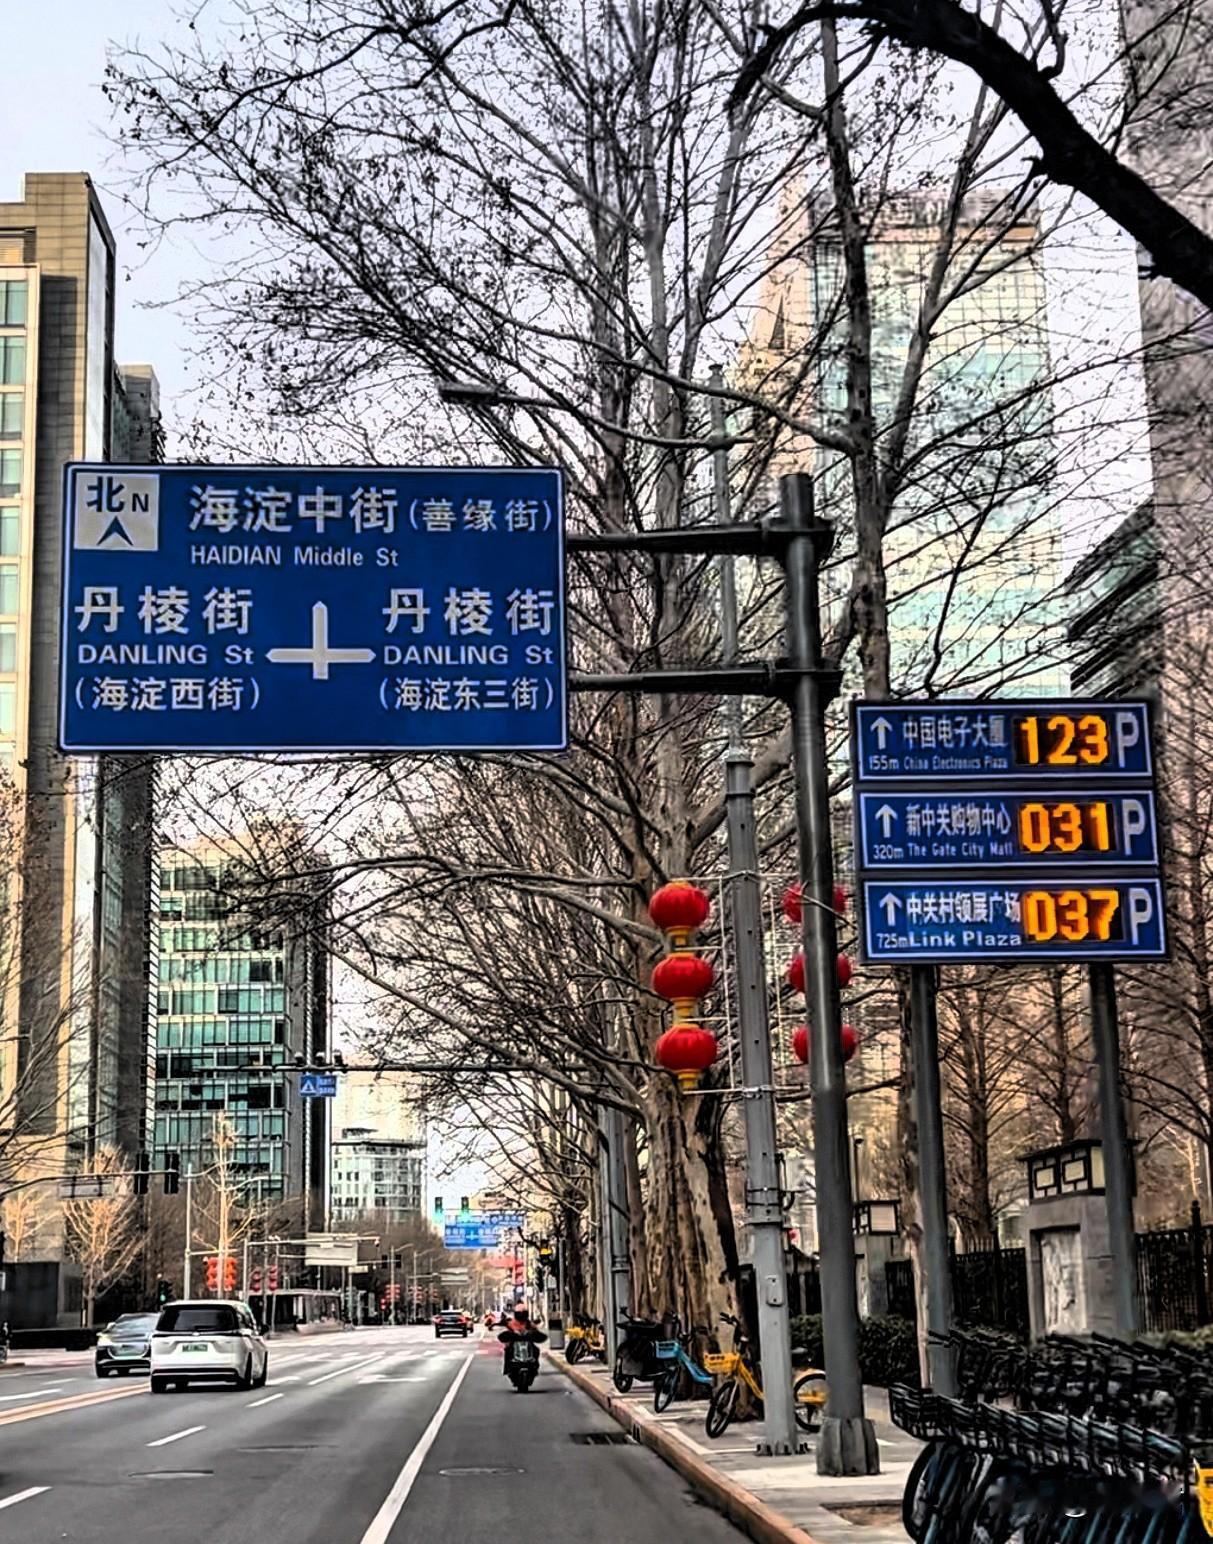 北N
海淀中街(善缘街)
HAIDIAN Middle St
丹棱街
DANLING St
(海淀西街)
丹棱街
DANLING St
(海淀东三街)
中国电子大厦 123 P
155m China Electronics Plaza
新中关购物中心 031 P
320m The Gate City Mall
中关村领展广场 037 P
725m Link Plaza